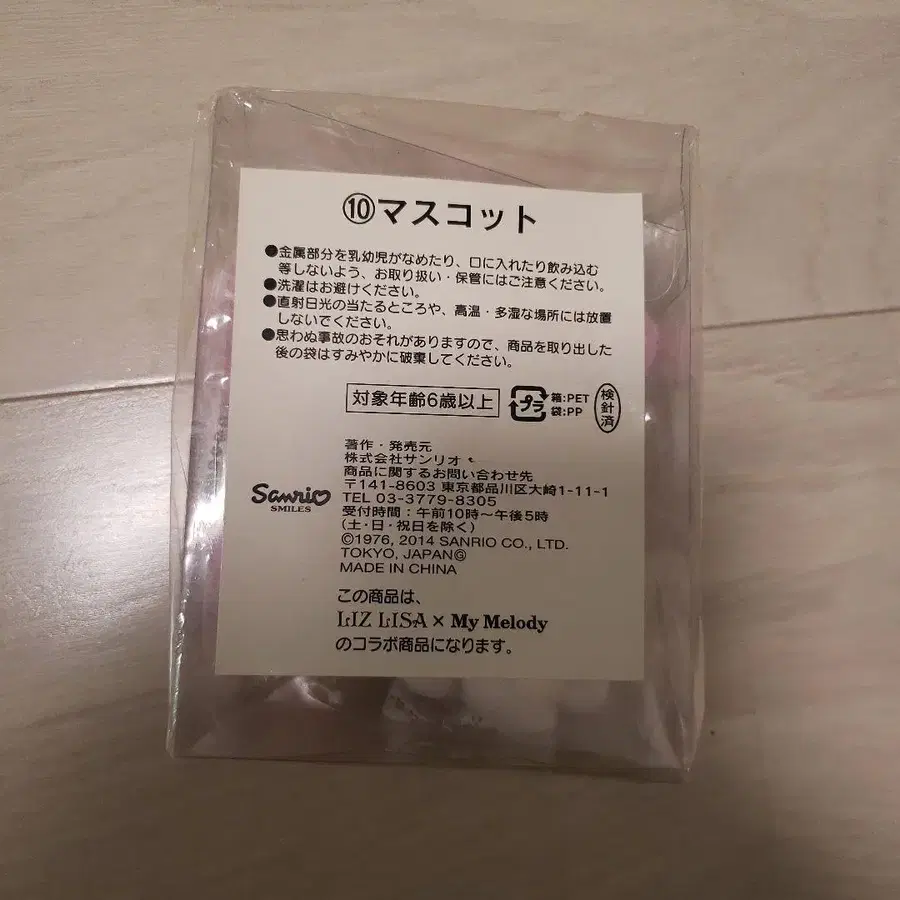 ⑩マスコット
●金属部分を乳幼児がなめたり、口に入れたり飲み込む
等しないよう、お取り扱い・保管にはご注意ください。
●洗濯はお避けください。
●直射日光の当たるところや、高温・多湿な場所には放置
しないでください。
●思わぬ事故のおそれがありますので、商品を取り出した
後の袋はすみやかに破棄してください。
対象年齢6歳以上
プラ
箱:PET
袋:PP
検針済
Sanrio
SMILES
著作・発売元
株式会社サンリオ
商品に関するお問い合わせ先
〒141-8603 東京都品川区大崎1-11-1
TEL 03-3779-8305
受付時間:午前10時〜午後5時
(土・日・祝日を除く)
©1976, 2014 SANRIO CO., LTD.
TOKYO, JAPANⒼ
MADE IN CHINA
この商品は、
LIZ LISA × My Melody
のコラボ商品になります。